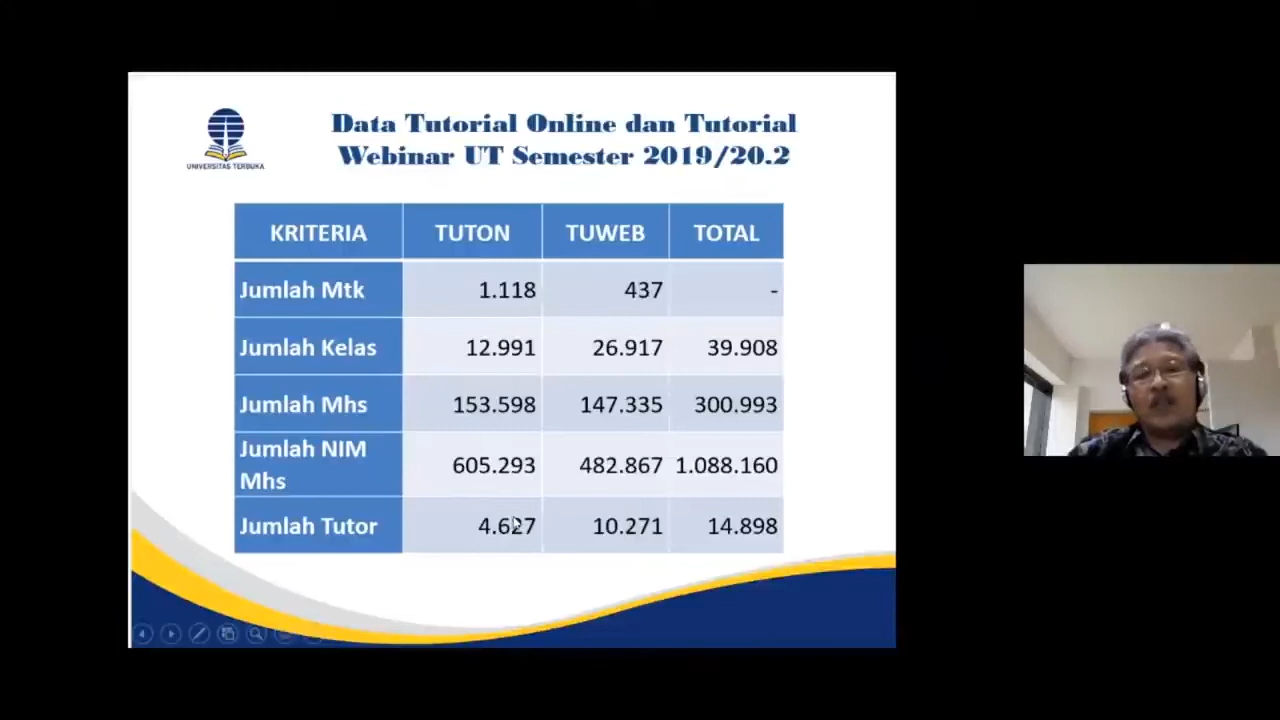 Data Tutorial Online dan Tutorial
Webinar UT Semester 2019/20.2
UNIVERSITAS TERBUKA
KRITERIA TUTON TUWEB TOTAL
Jumlah Mtk 1.118 437 -
Jumlah Kelas 12.991 26.917 39.908
Jumlah Mhs 153.598 147.335 300.993
Jumlah NIM
Mhs 605.293 482.867 1.088.160
Jumlah Tutor 4.627 10.271 14.898